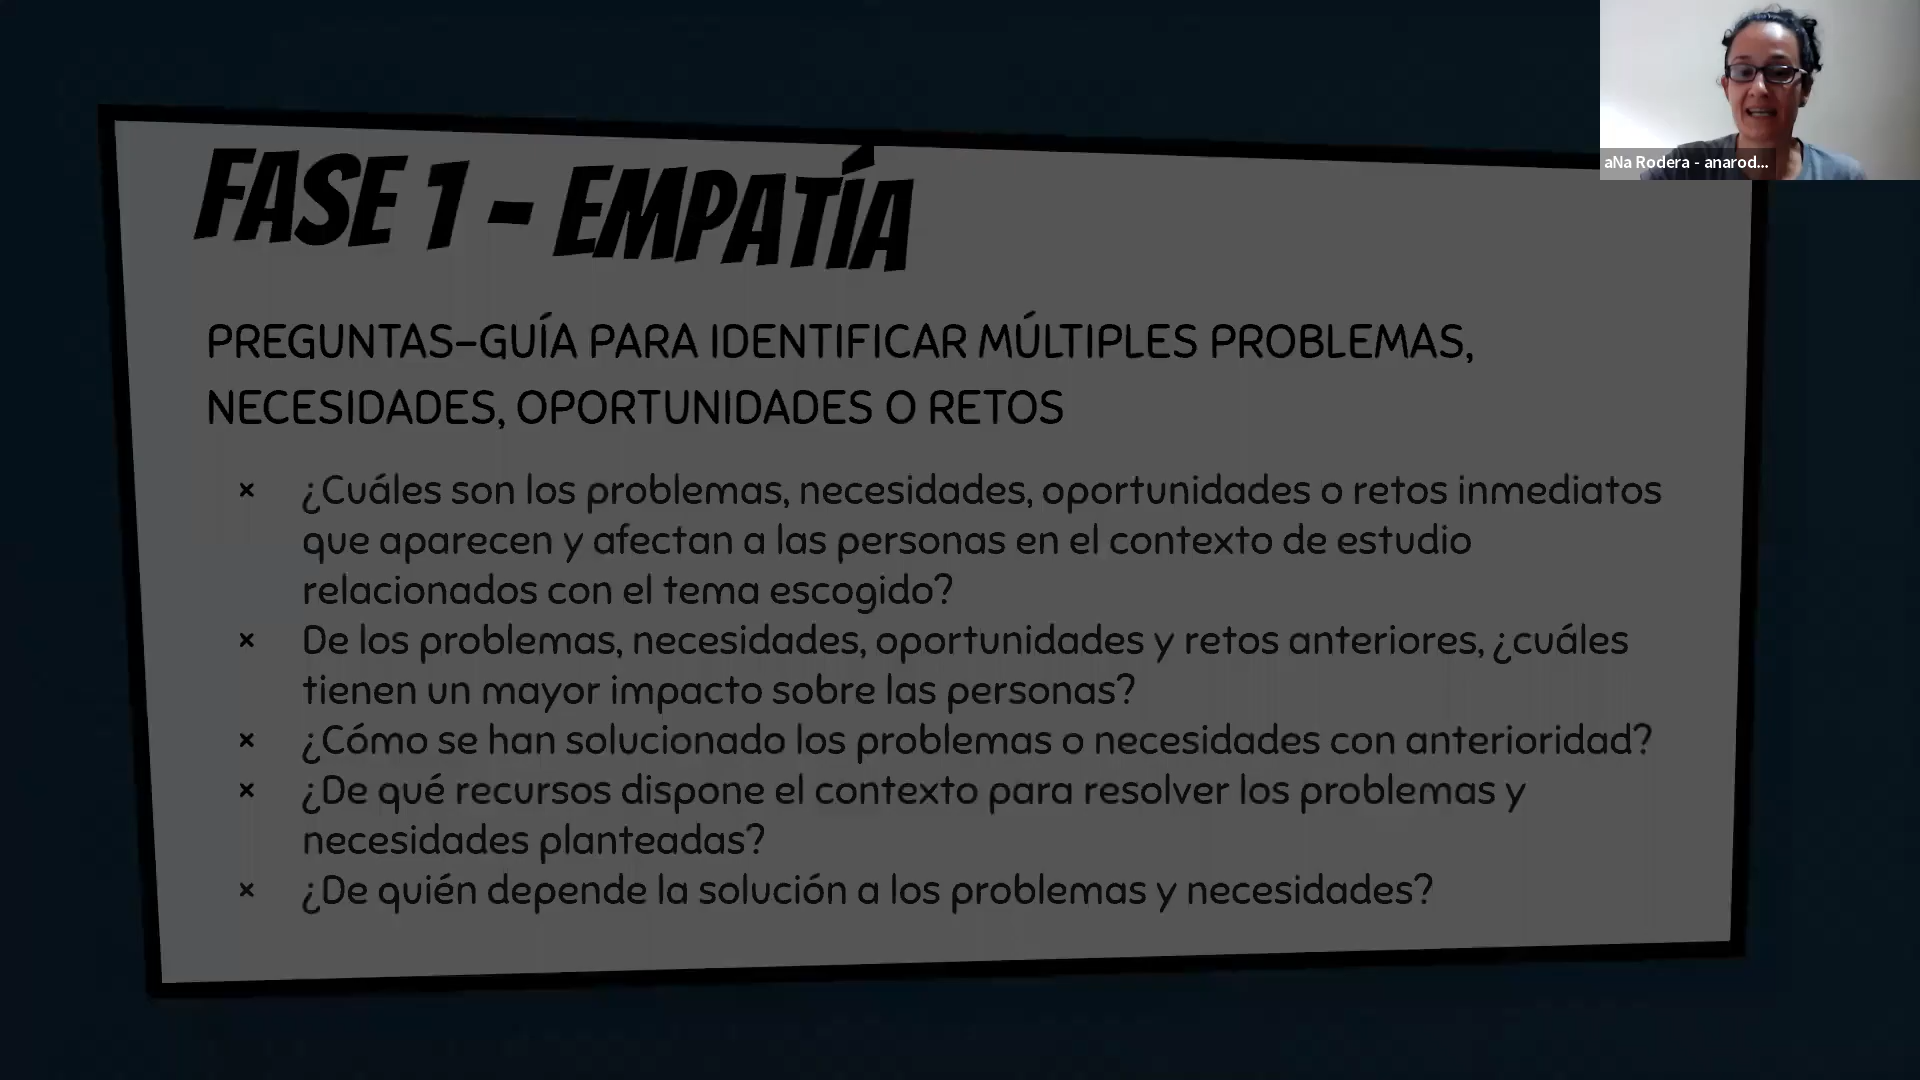 aNa Rodera - anarod...
FASE 1 - EMPATÍA
PREGUNTAS-GUÍA PARA IDENTIFICAR MÚLTIPLES PROBLEMAS,
NECESIDADES, OPORTUNIDADES O RETOS
× ¿Cuáles son los problemas, necesidades, oportunidades o retos inmediatos
que aparecen y afectan a las personas en el contexto de estudio
relacionados con el tema escogido?
× De los problemas, necesidades, oportunidades y retos anteriores, ¿cuáles
tienen un mayor impacto sobre las personas?
× ¿Cómo se han solucionado los problemas o necesidades con anterioridad?
× ¿De qué recursos dispone el contexto para resolver los problemas y
necesidades planteadas?
× ¿De quién depende la solución a los problemas y necesidades?